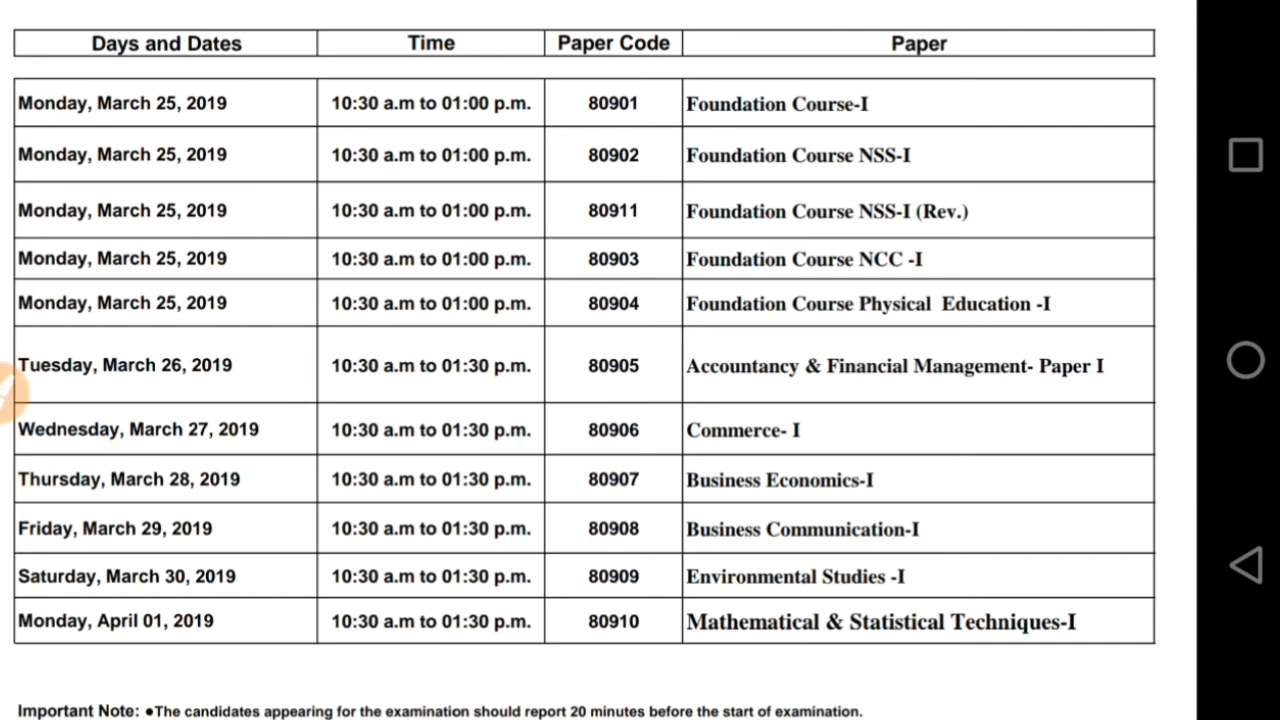 Days and Dates Time Paper Code Paper
Monday, March 25, 2019 10:30 a.m to 01:00 p.m. 80901 Foundation Course-I
Monday, March 25, 2019 10:30 a.m to 01:00 p.m. 80902 Foundation Course NSS-I
Monday, March 25, 2019 10:30 a.m to 01:00 p.m. 80911 Foundation Course NSS-I (Rev.)
Monday, March 25, 2019 10:30 a.m to 01:00 p.m. 80903 Foundation Course NCC -I
Monday, March 25, 2019 10:30 a.m to 01:00 p.m. 80904 Foundation Course Physical Education -I
Tuesday, March 26, 2019 10:30 a.m to 01:30 p.m. 80905 Accountancy & Financial Management- Paper I
Wednesday, March 27, 2019 10:30 a.m to 01:30 p.m. 80906 Commerce- I
Thursday, March 28, 2019 10:30 a.m to 01:30 p.m. 80907 Business Economics-I
Friday, March 29, 2019 10:30 a.m to 01:30 p.m. 80908 Business Communication-I
Saturday, March 30, 2019 10:30 a.m to 01:30 p.m. 80909 Environmental Studies -I
Monday, April 01, 2019 10:30 a.m to 01:30 p.m. 80910 Mathematical & Statistical Techniques-I
Important Note: ●The candidates appearing for the examination should report 20 minutes before the start of examination.